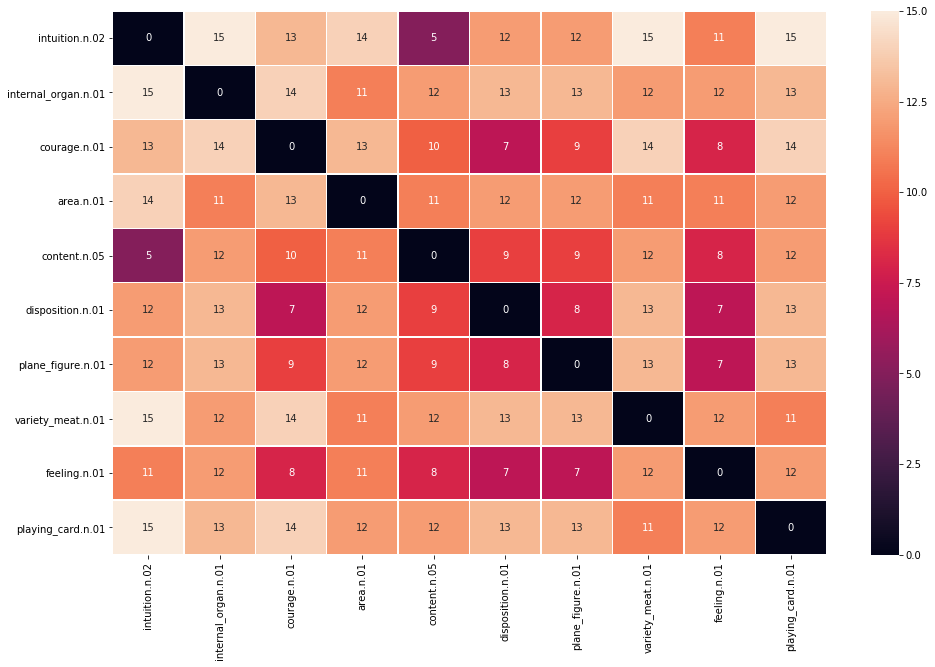 intuition.n.02 0 15 13 14 5 12 12 15 11 15
internal_organ.n.01 15 0 14 11 12 13 13 12 12 13
courage.n.01 13 14 0 13 10 7 9 14 8 14
area.n.01 14 11 13 0 11 12 12 11 11 12
content.n.05 5 12 10 11 0 9 9 12 8 12
disposition.n.01 12 13 7 12 9 0 8 13 7 13
plane_figure.n.01 12 13 9 12 9 8 0 13 7 13
variety_meat.n.01 15 12 14 11 12 13 13 0 12 11
feeling.n.01 11 12 8 11 8 7 7 12 0 12
playing_card.n.01 15 13 14 12 12 13 13 11 12 0
intuition.n.02
internal_organ.n.01
courage.n.01
area.n.01
content.n.05
disposition.n.01
plane_figure.n.01
variety_meat.n.01
feeling.n.01
playing_card.n.01
15.0
12.5
10.0
7.5
5.0
2.5
0.0